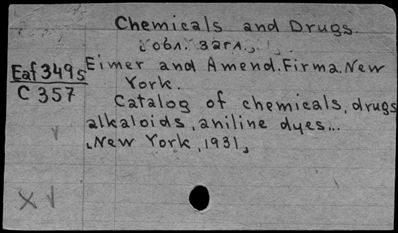 Chemicals and Drugs.
обл. загл.
Eimer and Amend. Firma. New
York.
Eaf 349s
C 357
Catalog of chemicals, drugs
alkaloids, aniline dyes...
New York, 1931,